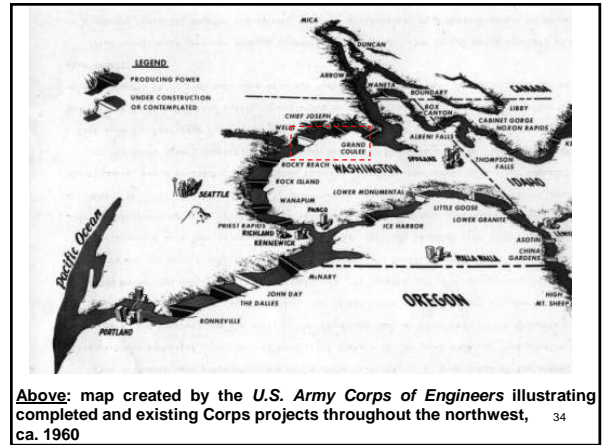 MICA
DUNCAN
LEGEND
PRODUCING POWER
UNDER CONSTRUCTION
OR CONTEMPLATED
ARROW
WANETA
BOUNDARY
BOX
CANYON
CANADA
LIBBY
CABINET GORGE
NOXON RAPIDS
CHIEF JOSEPH
WELLS
GRAND
COULEE
ALBENI FALLS
SPOKANE
THOMPSON
FALLS
ROCKY REACH
WASHINGTON
IDAHO
SEATTLE
ROCK ISLAND
LOWER MONUMENTAL
WANAPUM
LITTLE GOOSE
PASCO
LOWER GRANITE
PRIEST RAPIDS
RICHLAND
KENNEWICK
ICE HARBOR
ASOTIN
CHINA
GARDENS
WALLA WALLA
Pacific Ocean
McNARY
JOHN DAY
THE DALLES
OREGON
HIGH
MT. SHEEP
BONNEVILLE
PORTLAND
Above: map created by the U.S. Army Corps of Engineers illustrating
completed and existing Corps projects throughout the northwest,
ca. 1960
34